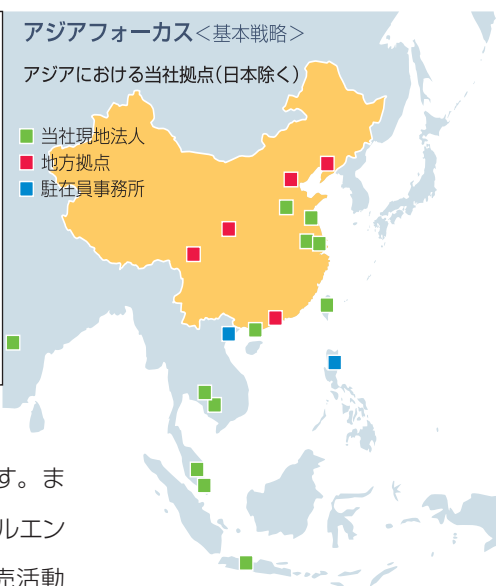 アジアフォーカス＜基本戦略＞
アジアにおける当社拠点(日本除く)
当社現地法人
地方拠点
駐在員事務所
す。ま
ルエン
売活動